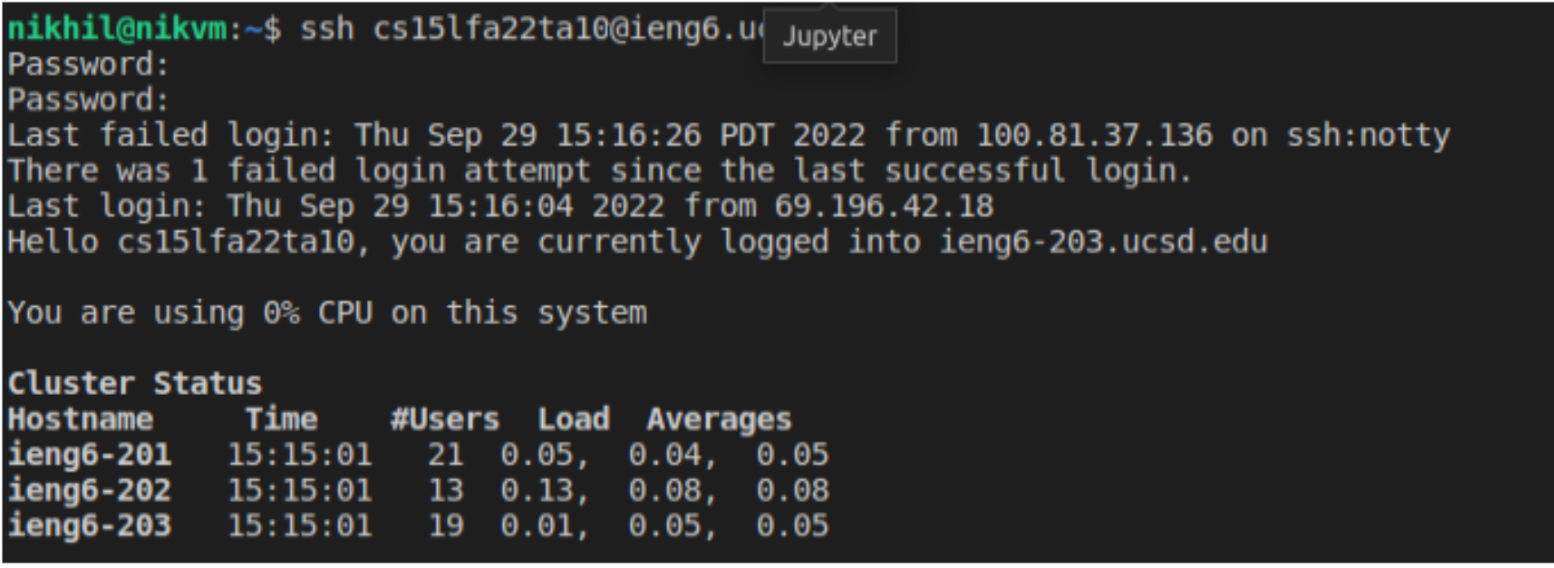 nikhil@nikvm:~$ ssh cs15lfa22ta10@ieng6.uc
Jupyter
Password:
Password:
Last failed login: Thu Sep 29 15:16:26 PDT 2022 from 100.81.37.136 on ssh:notty
There was 1 failed login attempt since the last successful login.
Last login: Thu Sep 29 15:16:04 2022 from 69.196.42.18
Hello cs15lfa22ta10, you are currently logged into ieng6-203.ucsd.edu
You are using 0% CPU on this system
Cluster Status
Hostname Time #Users Load Averages
ieng6-201 15:15:01 21 0.05, 0.04, 0.05
ieng6-202 15:15:01 13 0.13, 0.08, 0.08
ieng6-203 15:15:01 19 0.01, 0.05, 0.05